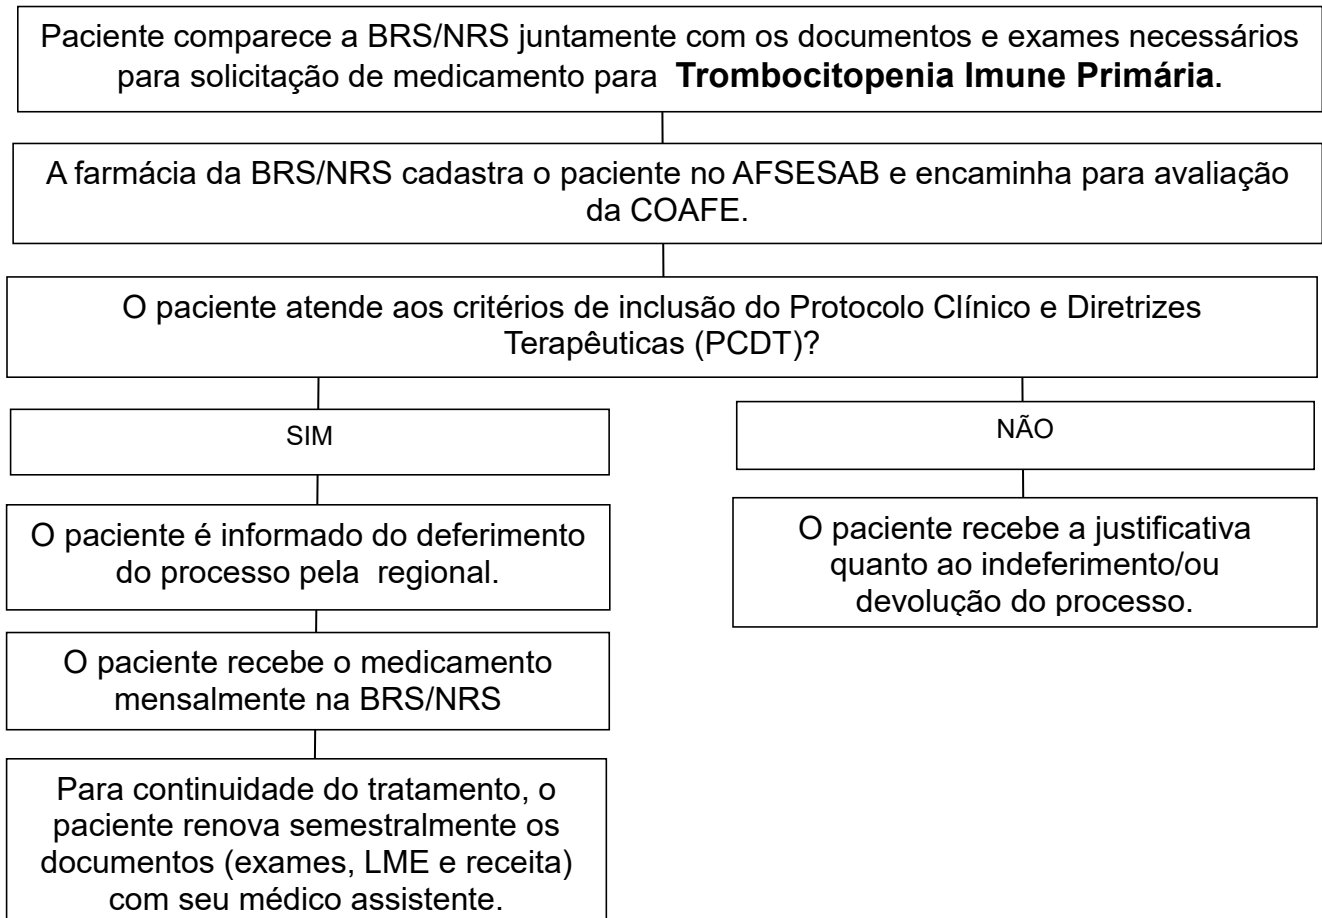 Paciente comparece a BRS/NRS juntamente com os documentos e exames necessários
para solicitação de medicamento para Trombocitopenia Imune Primária.
A farmácia da BRS/NRS cadastra o paciente no AFSESAB e encaminha para avaliação
da COAFE.
O paciente atende aos critérios de inclusão do Protocolo Clínico e Diretrizes
Terapêuticas (PCDT)?
SIM
NÃO
O paciente é informado do deferimento
do processo pela regional.
O paciente recebe a justificativa
quanto ao indeferimento/ou
devolução do processo.
O paciente recebe o medicamento
mensalmente na BRS/NRS
Para continuidade do tratamento, o
paciente renova semestralmente os
documentos (exames, LME e receita)
com seu médico assistente.